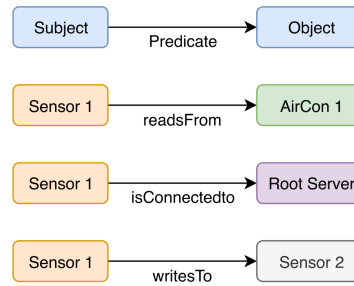 Subject
Predicate
Object
Sensor 1
readsFrom
AirCon 1
Sensor 1
isConnectedto
Root Server
Sensor 1
writesTo
Sensor 2